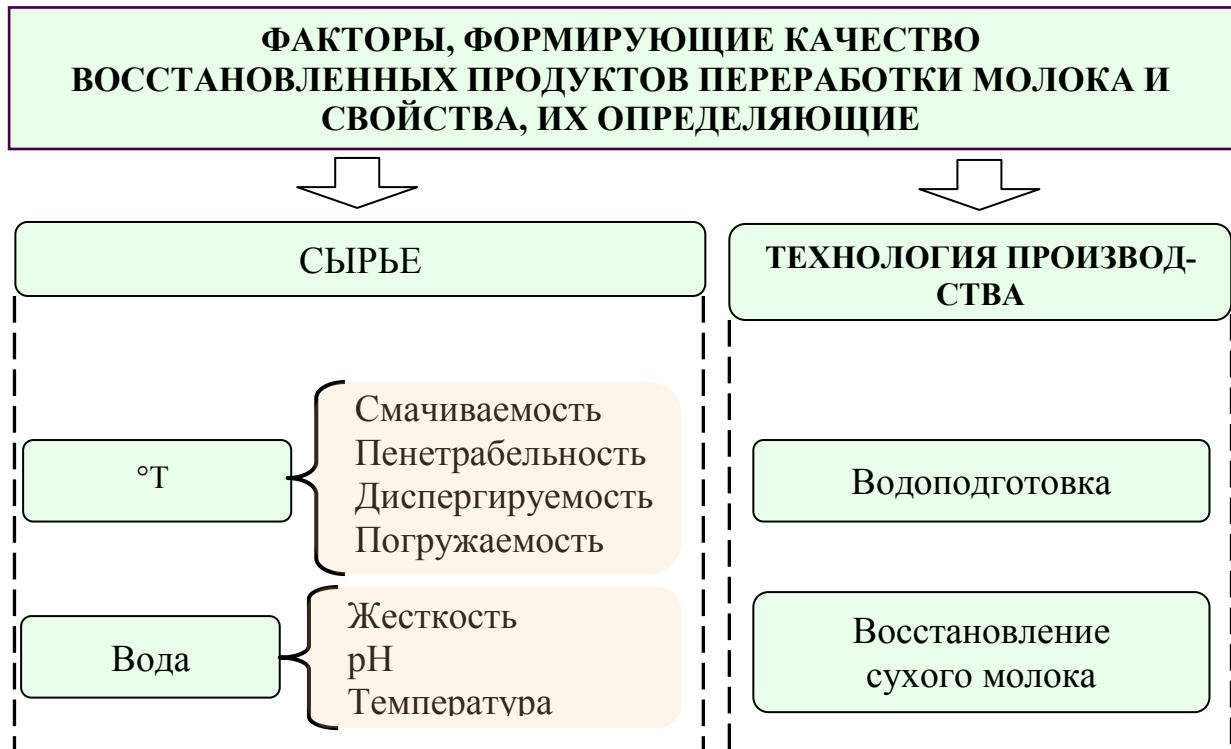 ФАКТОРЫ, ФОРМИРУЮЩИЕ КАЧЕСТВО
ВОССТАНОВЛЕННЫХ ПРОДУКТОВ ПЕРЕРАБОТКИ МОЛОКА И
СВОЙСТВА, ИХ ОПРЕДЕЛЯЮЩИЕ
СЫРЬЕ
°Т
Смачиваемость
Пенетрабельность
Диспергируемость
Погружаемость
Вода
Жесткость
pH
Температура
ТЕХНОЛОГИЯ ПРОИЗВОД-
СТВА
Водоподготовка
Восстановление
сухого молока